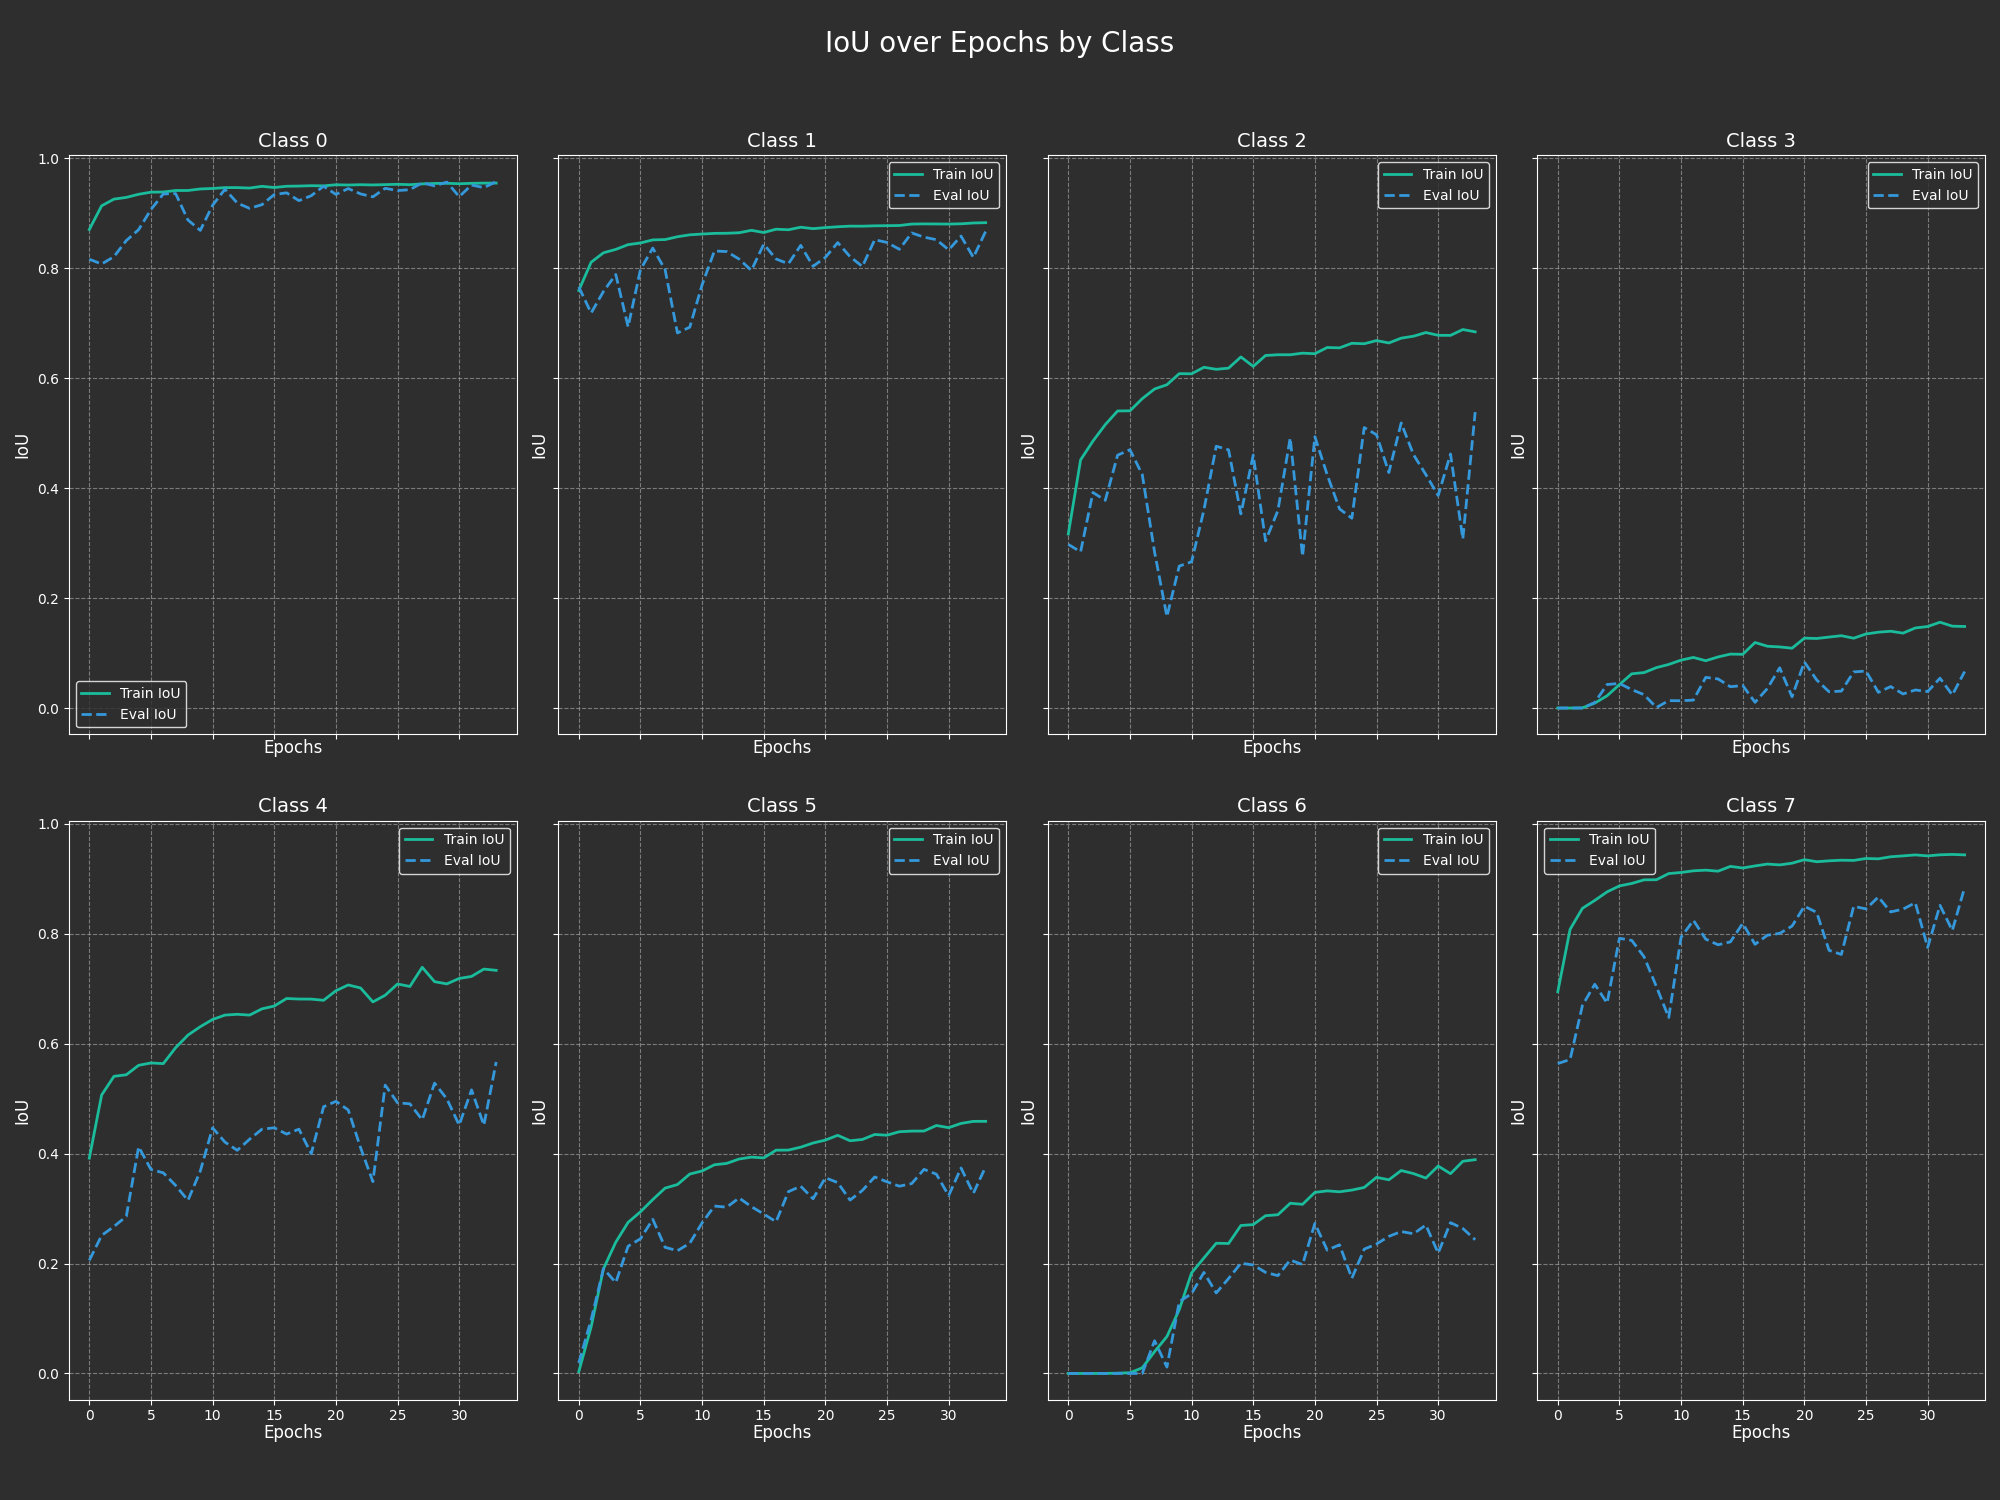 IoU over Epochs by Class
Class 0
1.0
0.8
0.6
0.4
0.2
0.0
IoU
Train IoU
Eval IoU
Epochs
Class 1
Train IoU
Eval IoU
IoU
Epochs
Class 2
Train IoU
Eval IoU
IoU
Epochs
Class 3
Train IoU
Eval IoU
IoU
Epochs
Class 4
1.0
0.8
0.6
0.4
0.2
0.0
IoU
Train IoU
Eval IoU
0 5 10 15 20 25 30
Epochs
Class 5
Train IoU
Eval IoU
IoU
0 5 10 15 20 25 30
Epochs
Class 6
Train IoU
Eval IoU
IoU
0 5 10 15 20 25 30
Epochs
Class 7
Train IoU
Eval IoU
IoU
0 5 10 15 20 25 30
Epochs